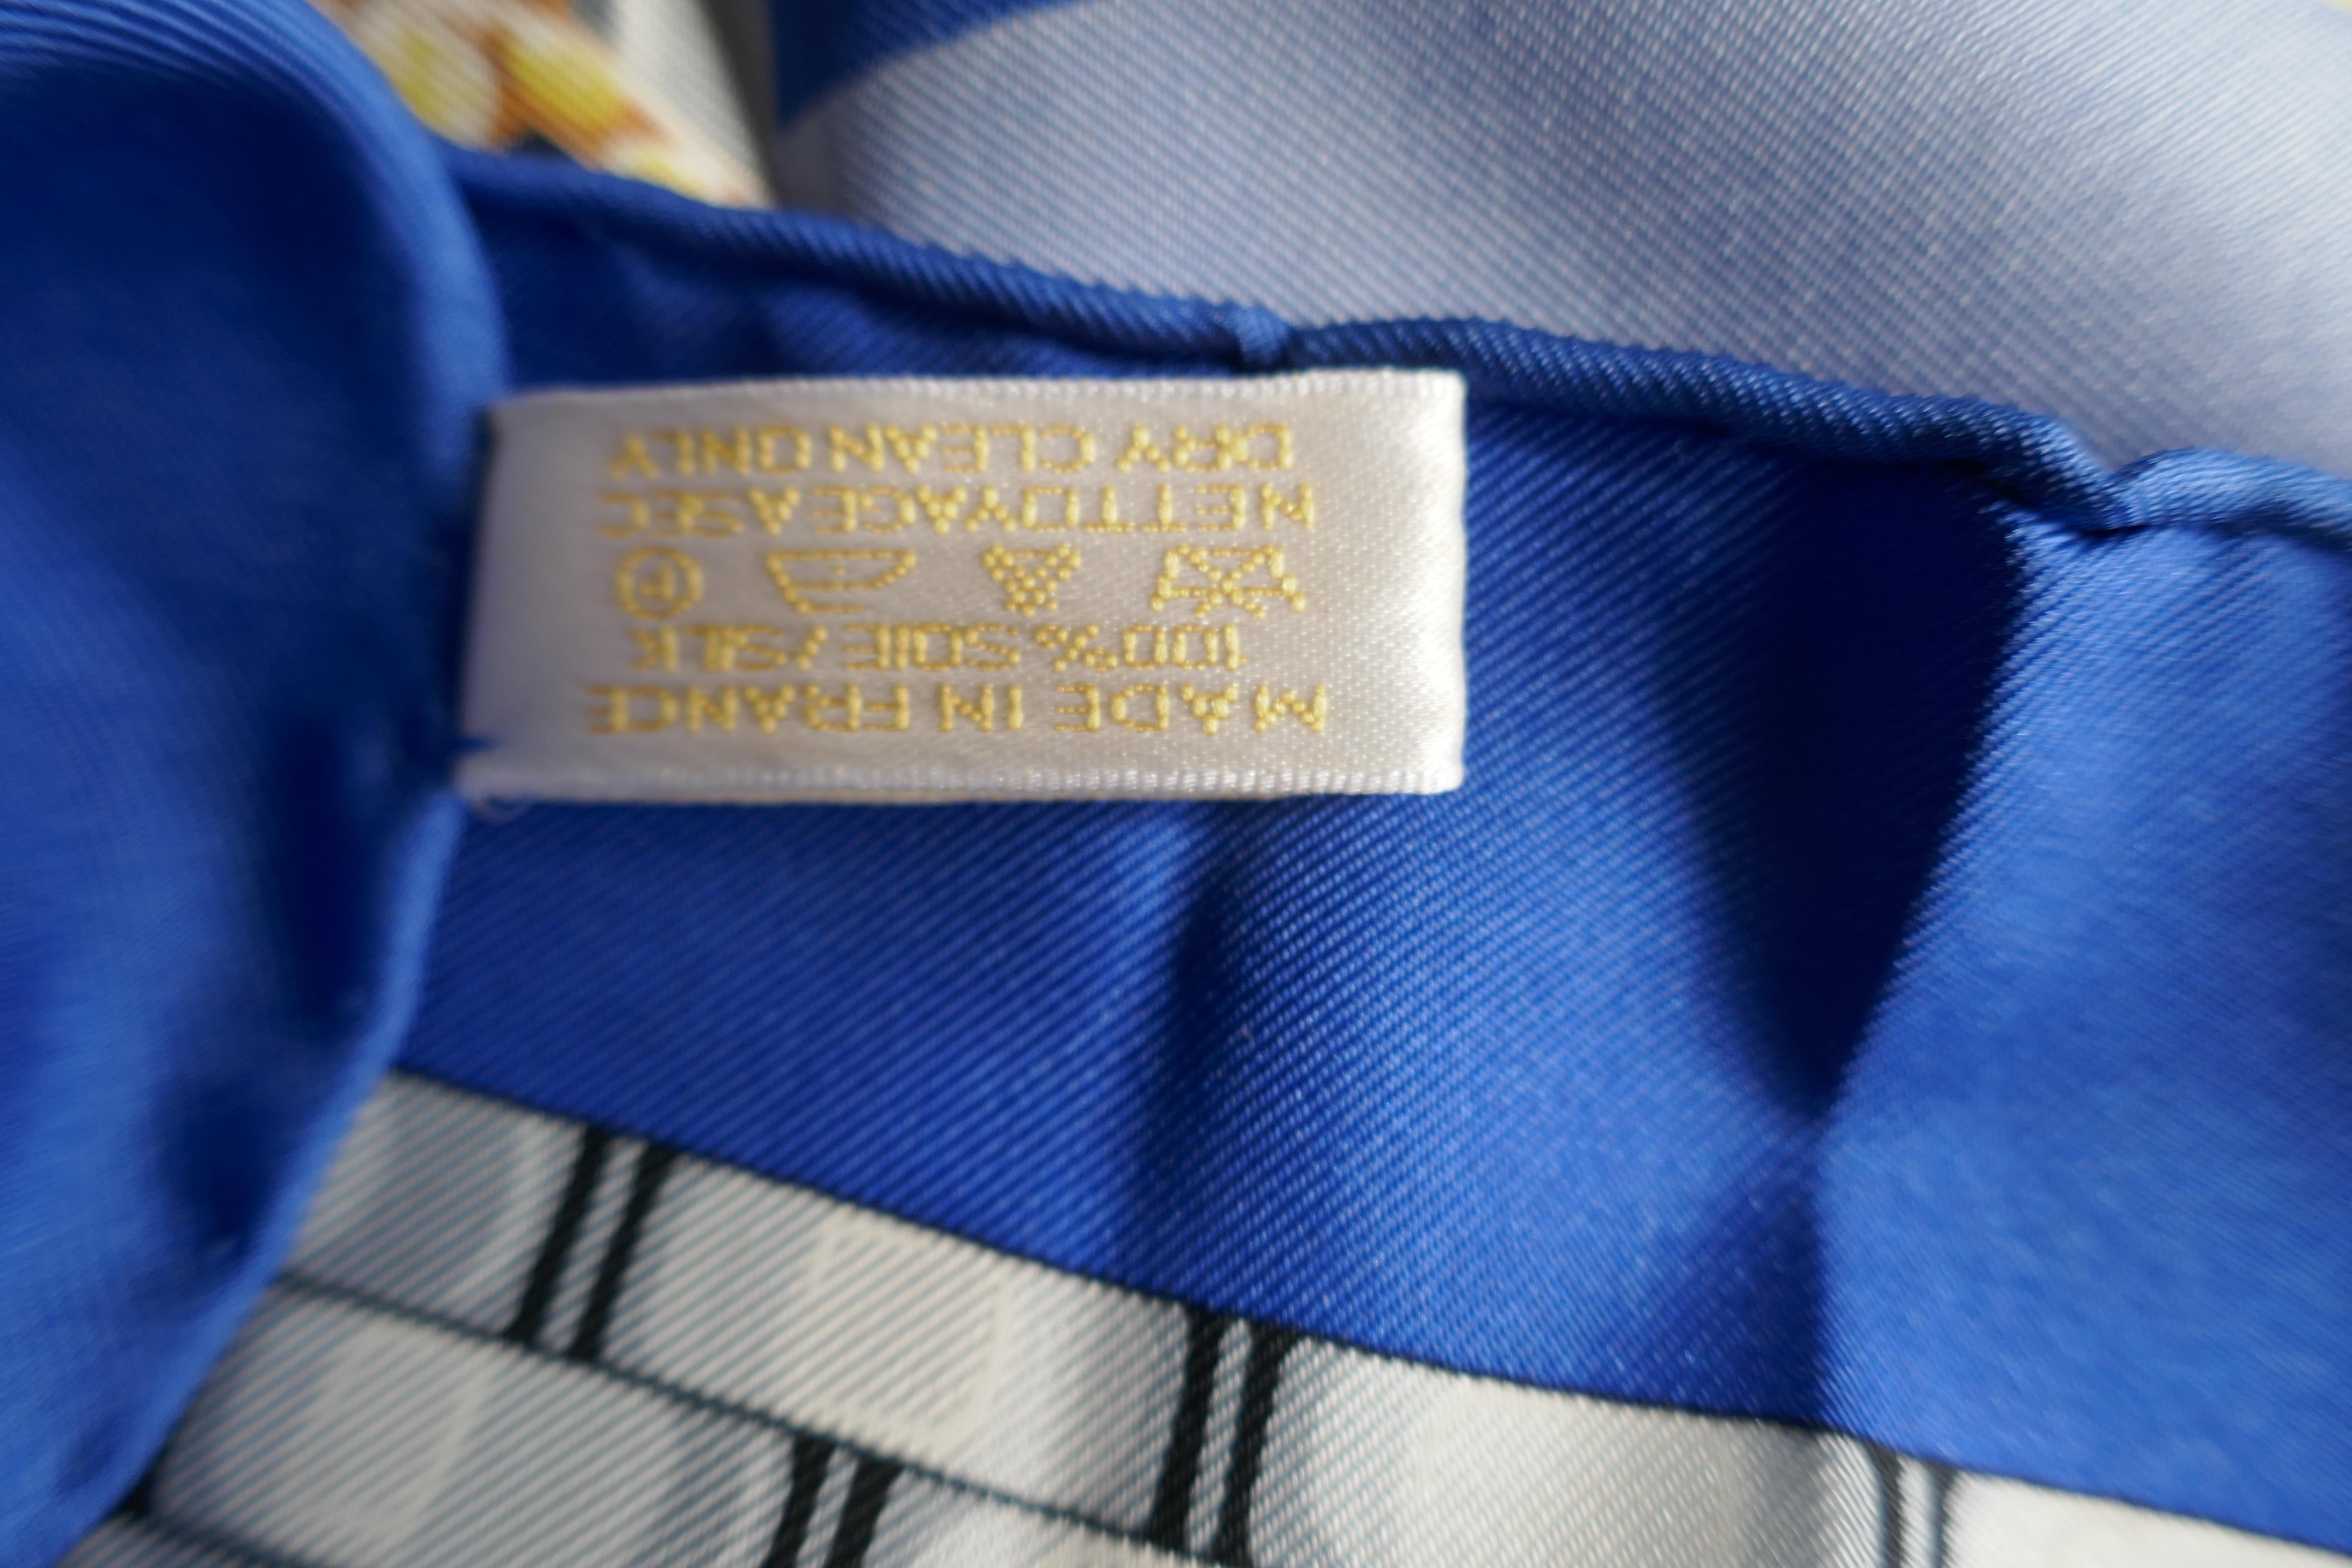 MADE IN FRANCE
100% SOIE/SILK
P
NETTOYAGE A SEC
DRY CLEAN ONLY